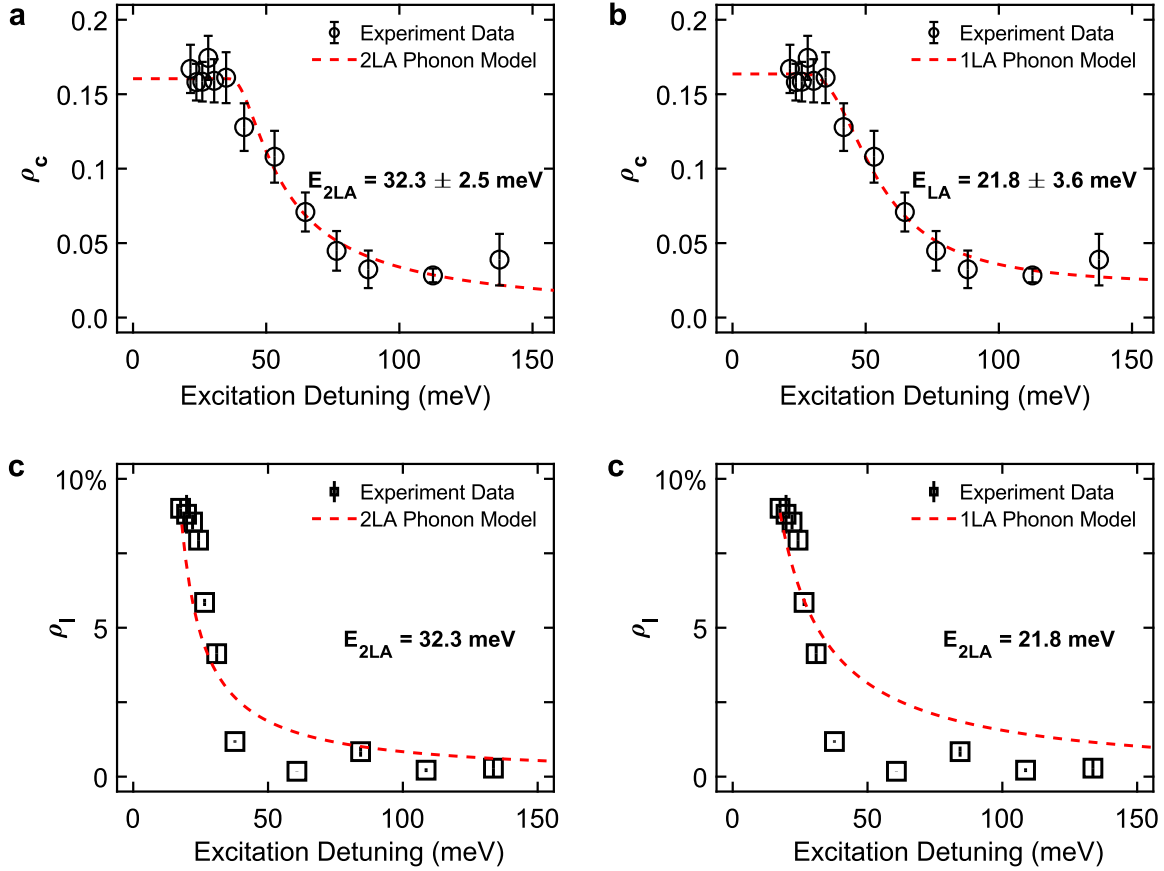 a
0.2
0.15
0.1
0.05
0.0
ρc
Experiment Data
2LA Phonon Model
E2LA = 32.3 ± 2.5 meV
0
50
100
150
Excitation Detuning (meV)
b
0.2
0.15
0.1
0.05
0.0
ρc
Experiment Data
1LA Phonon Model
ELA = 21.8 ± 3.6 meV
0
50
100
150
Excitation Detuning (meV)
c
10%
5
0
ρl
Experiment Data
2LA Phonon Model
E2LA = 32.3 meV
0
50
100
150
Excitation Detuning (meV)
c
10%
5
0
ρl
Experiment Data
1LA Phonon Model
E2LA = 21.8 meV
0
50
100
150
Excitation Detuning (meV)